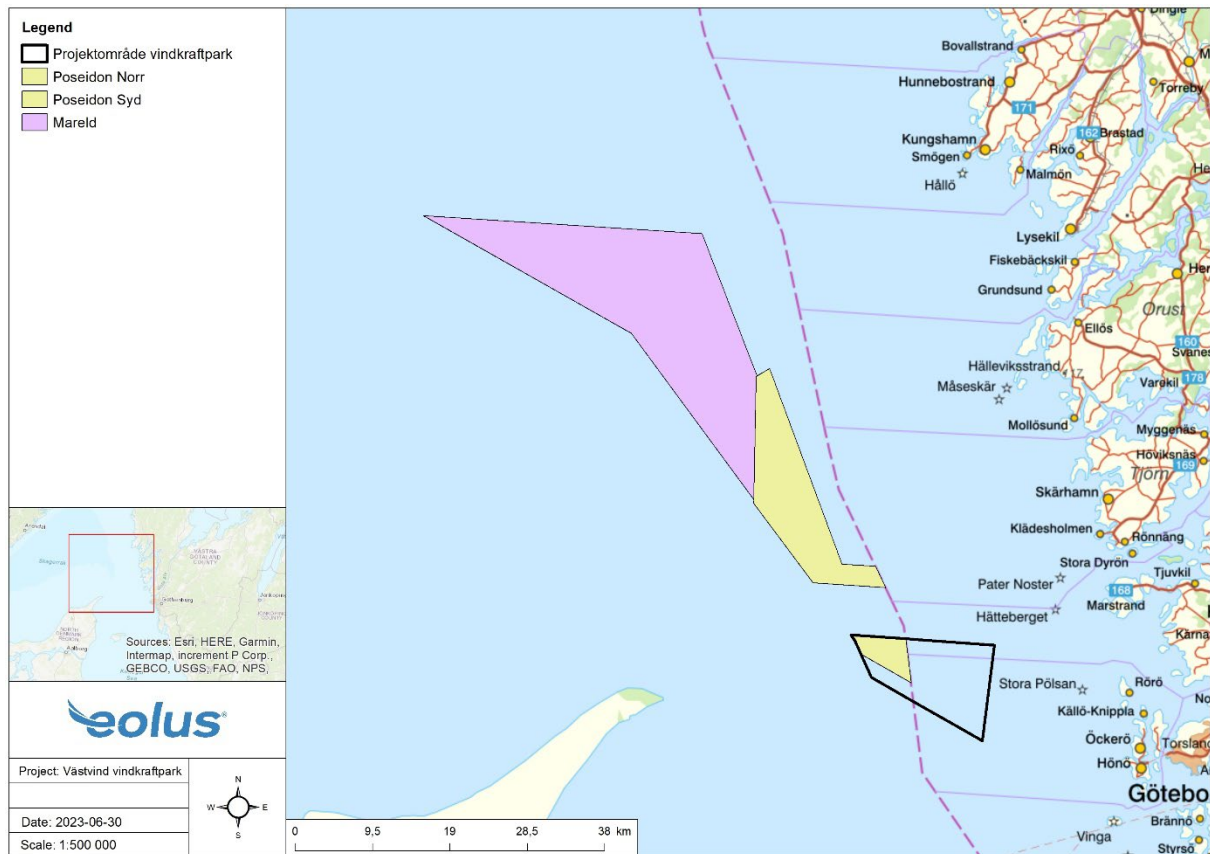 Legend
Projektområde vindkraftpark
Poseidon Norr
Poseidon Syd
Mareld
Sources: Esri, HERE, Garmin,
Intermap, increment P Corp.,
GEBCO, USGS, FAO, NPS,
eolus®
Project: Västvind vindkraftpark
Date: 2023-06-30
Scale: 1:500 000
N
W E
S
0 9,5 19 28,5 38 km
Dingle
Bovallstrand
Hunnebostrand
Torreby
171
Kungshamn
162
Brastad
Smögen
Rixö
Hållö
Malmön
Lysekil
Fiskebäckskil
Grundsund
Orust
Ellös
160
Svanes
Hälleviksstrand
178
Måseskär
Varekil
Mollösund
Myggenäs
Höviksnäs
169
Tjörn
Skärhamn
Klädesholmen
Rönnäng
Stora Dyrön
Tjuvkil
Pater Noster
168
Marstrand
Hätteberget
Kärna
Stora Pölsan
Rörö
Källö-Knippla
Öckerö
Torsland
Hönö
Götebo
Brännö
Vinga
Styrsö